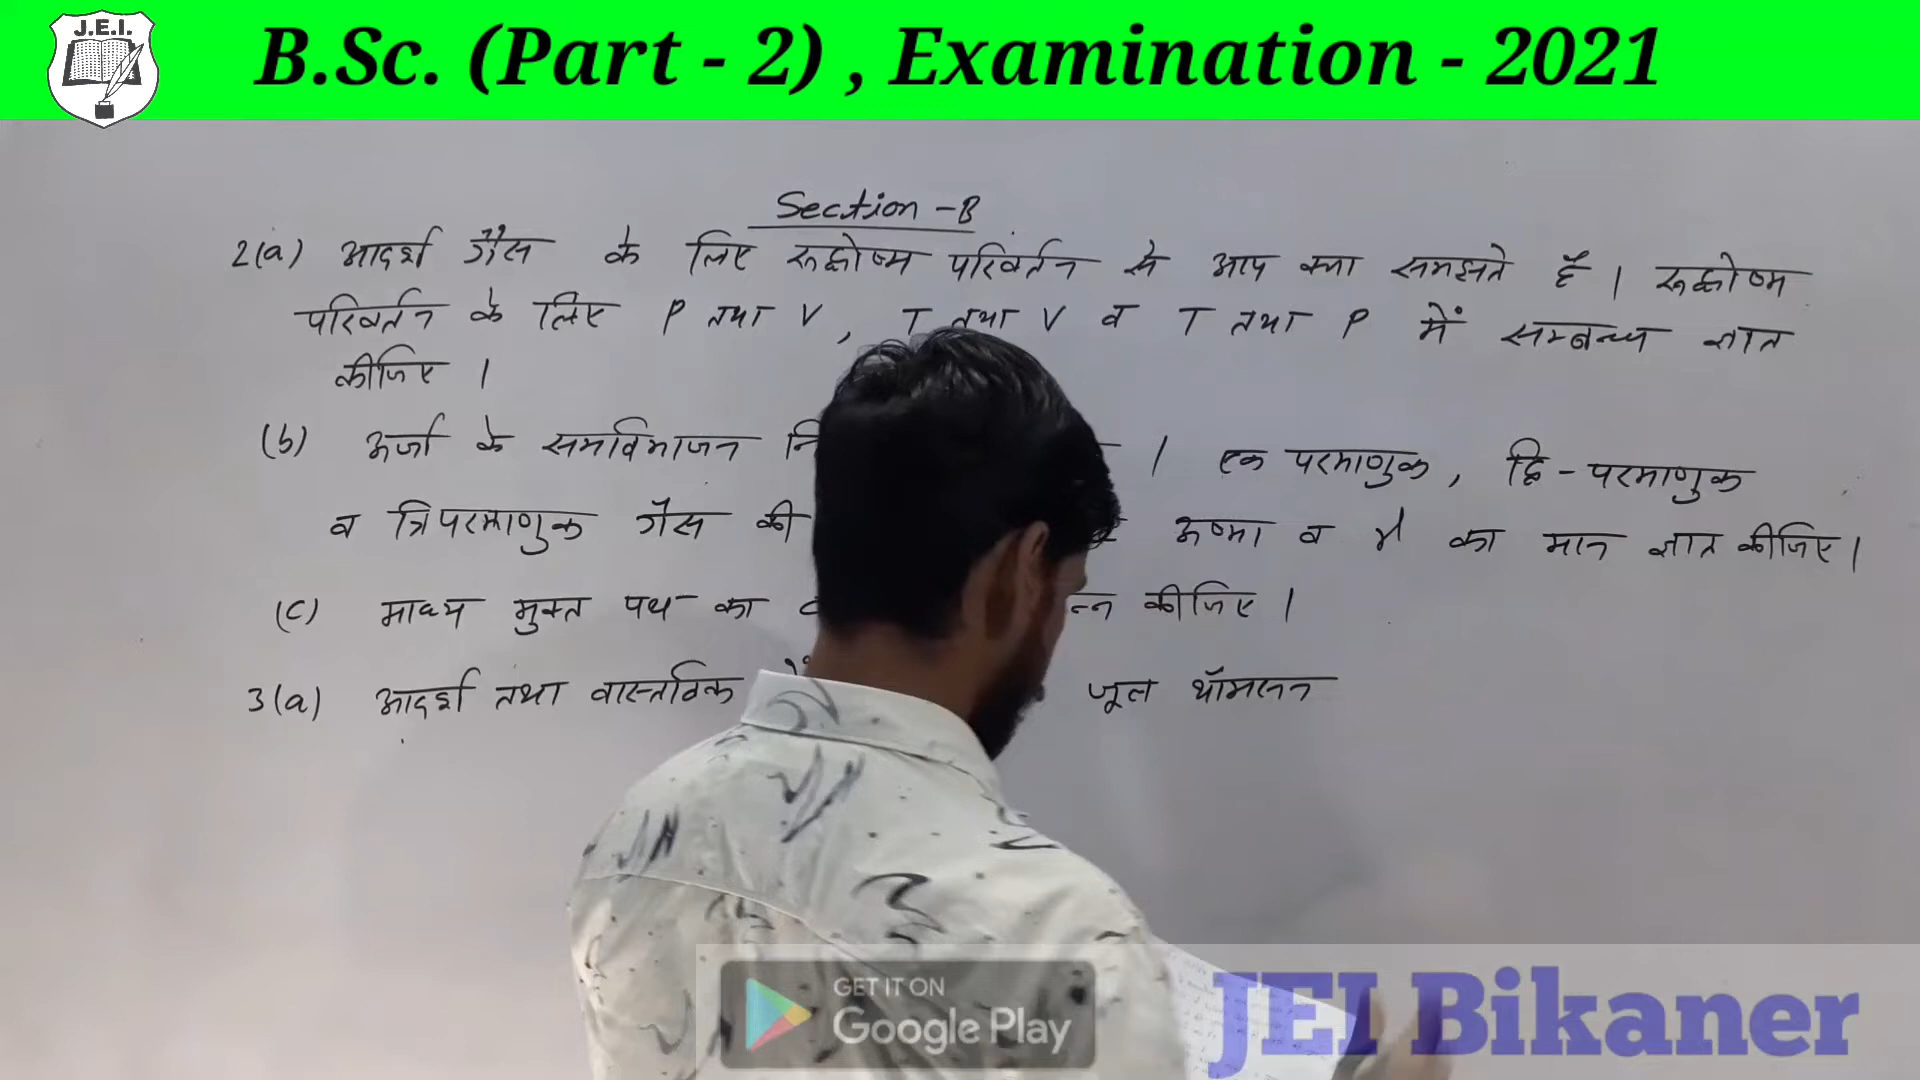 J.E.I.
B.Sc. (Part - 2) , Examination - 2021
Section - B
2(a) आदर्श गैस के लिए रूद्धोष्म परिवर्तन से आप क्या समझते हैं । रूद्धोष्म
परिवर्तन के लिए P तथा V , T तथा V व T तथा P में सम्बन्ध ज्ञात
कीजिए ।
(b) ऊर्जा के समविभाजन । एक परमाणुक , द्वि - परमाणुक
व त्रिपरमाणुक गैस की ऊष्मा व γ का मान ज्ञात कीजिए ।
(c) माध्य मुक्त पथ का कीजिए ।
3(a) आदर्श तथा वास्तविक जूल थॉमसन
GET IT ON
Google Play
JEI Bikaner